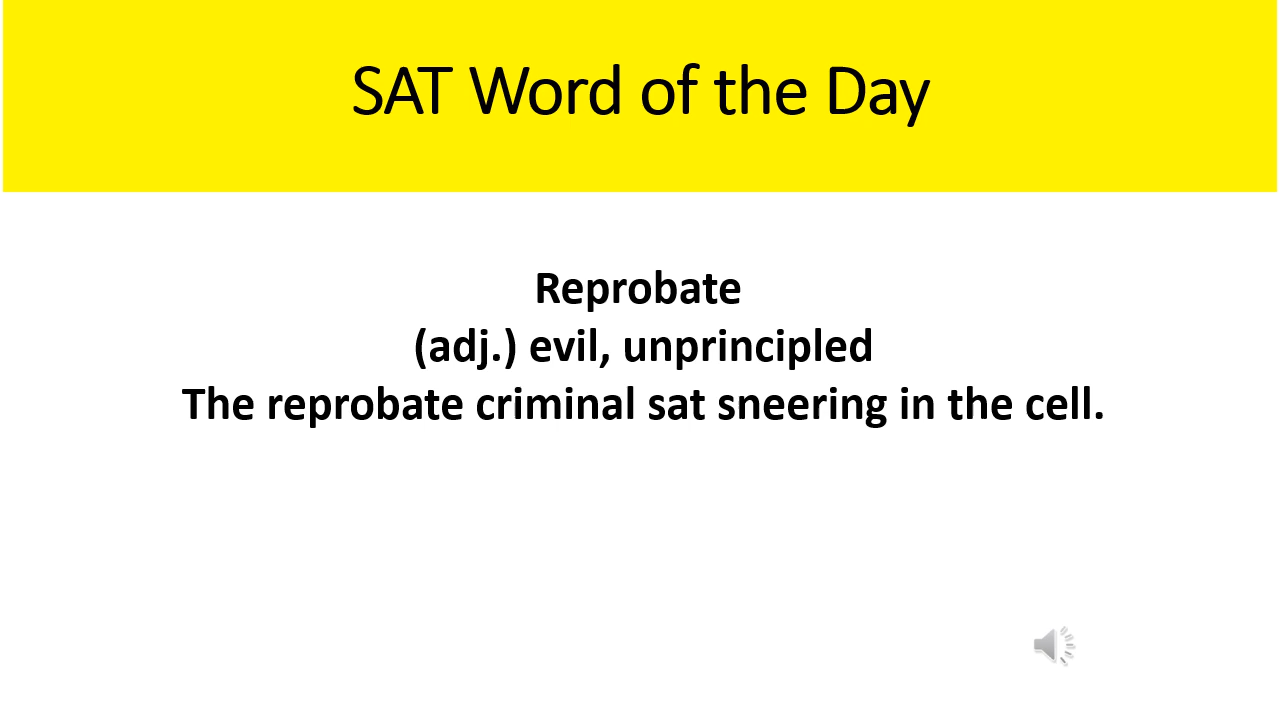 SAT Word of the Day
Reprobate
(adj.) evil, unprincipled
The reprobate criminal sat sneering in the cell.